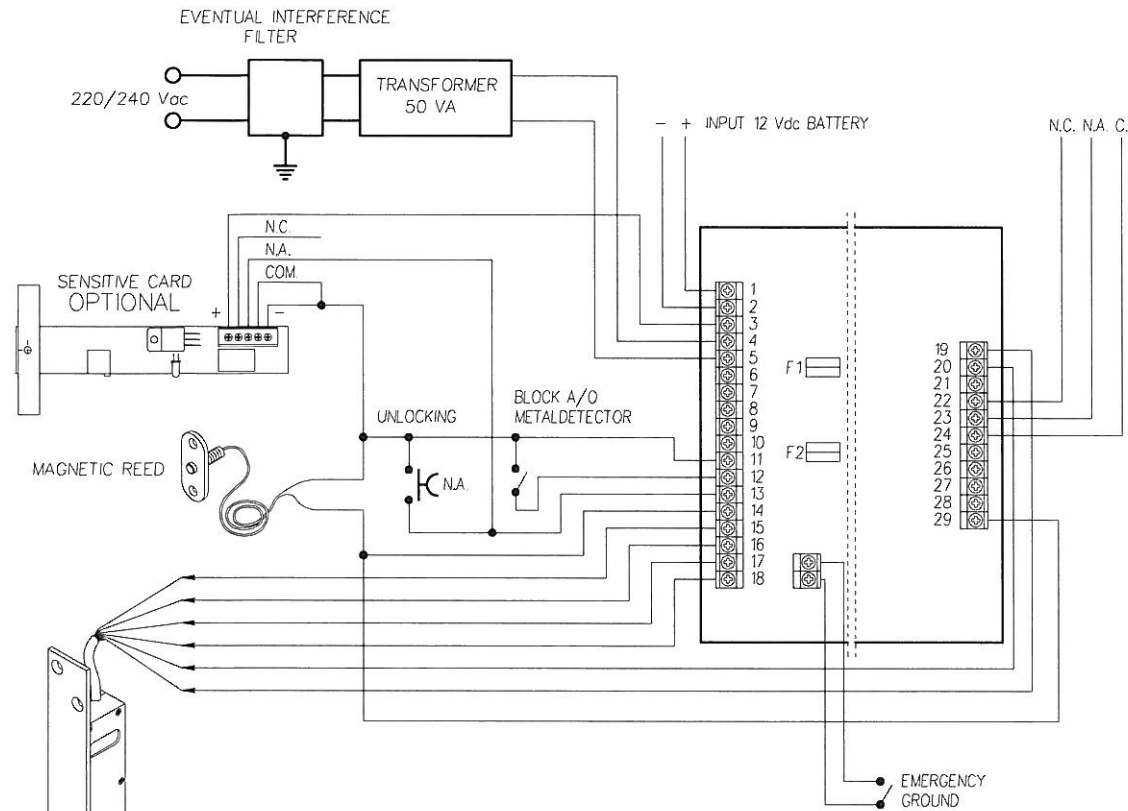 EVENTUAL INTERFERENCE
FILTER
220/240 Vac
TRANSFORMER
50 VA
- + INPUT 12 Vdc BATTERY
N.C. N.A. C.
N.C.
N.A.
COM.
SENSITIVE CARD
OPTIONAL
+ -
MAGNETIC REED
UNLOCKING
N.A.
BLOCK A/O
METALDETECTOR
1
2
3
4
5
6
7
8
9
10
11
12
13
14
15
16
17
18
F1
F2
19
20
21
22
23
24
25
26
27
28
29
EMERGENCY
GROUND